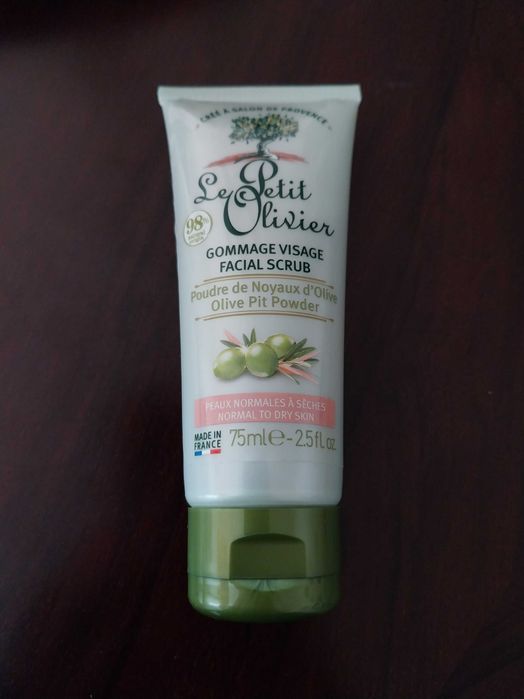 CRÉÉ À SALON DE PROVENCE
Le Petit
Olivier
98%
GOMMAGE VISAGE
FACIAL SCRUB
Poudre de Noyaux d'Olive
Olive Pit Powder
PEAUX NORMALES À SÈCHES
NORMAL TO DRY SKIN
MADE IN
FRANCE
75ml e - 2.5 fl. oz.